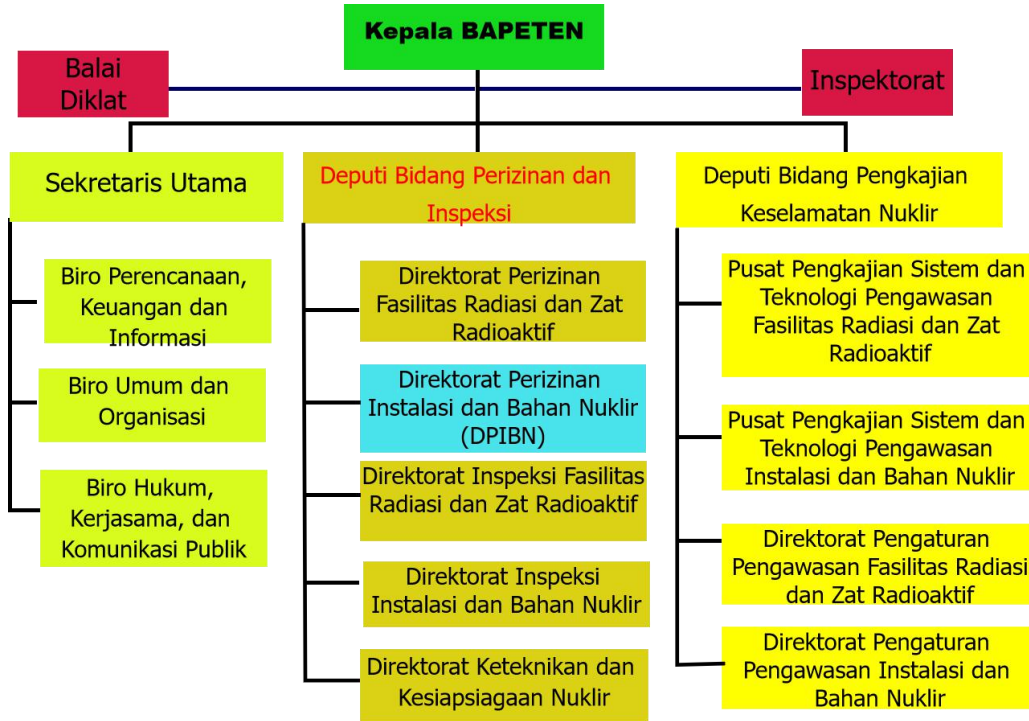 Kepala BAPETEN
Balai
Diklat
Inspektorat
Sekretaris Utama
Biro Perencanaan,
Keuangan dan
Informasi
Biro Umum dan
Organisasi
Biro Hukum,
Kerjasama, dan
Komunikasi Publik
Deputi Bidang Perizinan dan
Inspeksi
Direktorat Perizinan
Fasilitas Radiasi dan Zat
Radioaktif
Direktorat Perizinan
Instalasi dan Bahan Nuklir
(DPIBN)
Direktorat Inspeksi Fasilitas
Radiasi dan Zat Radioaktif
Direktorat Inspeksi
Instalasi dan Bahan Nuklir
Direktorat Keteknikan dan
Kesiapsiagaan Nuklir
Deputi Bidang Pengkajian
Keselamatan Nuklir
Pusat Pengkajian Sistem dan
Teknologi Pengawasan
Fasilitas Radiasi dan Zat
Radioaktif
Pusat Pengkajian Sistem dan
Teknologi Pengawasan
Instalasi dan Bahan Nuklir
Direktorat Pengaturan
Pengawasan Fasilitas Radiasi
dan Zat Radioaktif
Direktorat Pengaturan
Pengawasan Instalasi dan
Bahan Nuklir